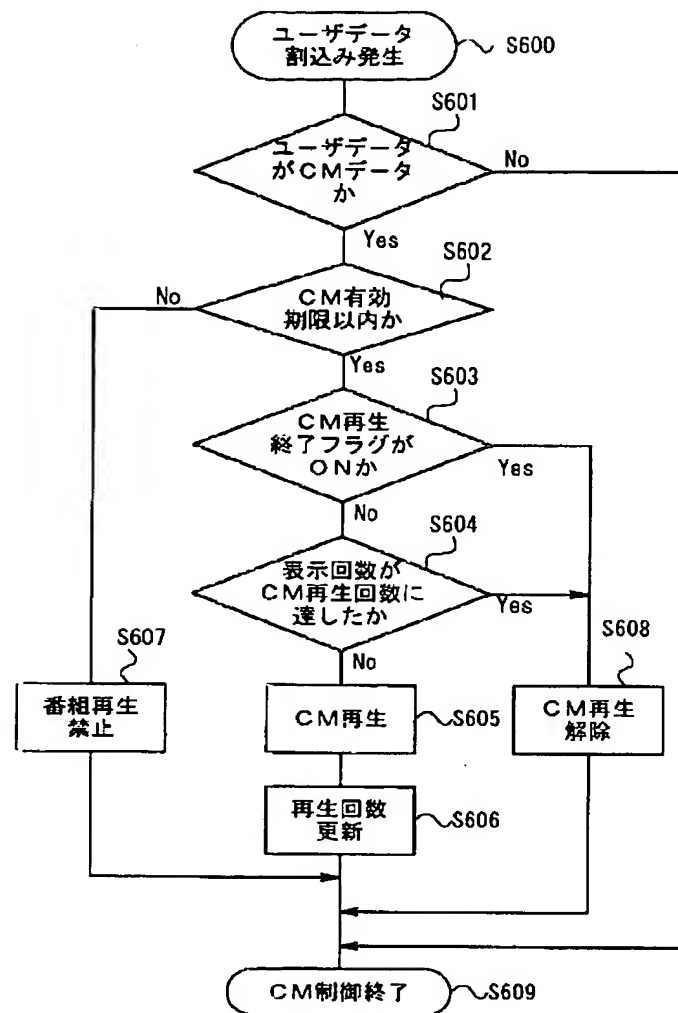 ユーザデータ
割込み発生
S600
S601
ユーザデータ
がCMデータ
か
No
Yes
S602
No
CM有効
期限以内か
Yes
S603
CM再生
終了フラグが
ONか
Yes
No
S604
表示回数が
CM再生回数に
達したか
Yes
No
S607
番組再生
禁止
CM再生
S605
S608
CM再生
解除
再生回数
更新
S606
CM制御終了
S609